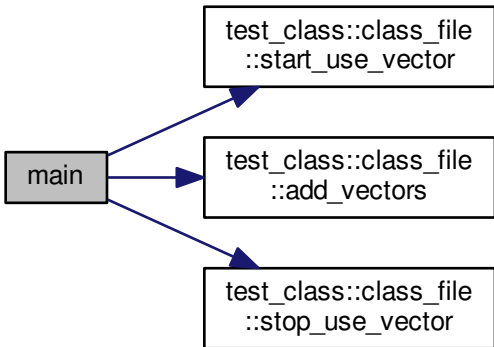 test_class::class_file
::start_use_vector
main
test_class::class_file
::add_vectors
test_class::class_file
::stop_use_vector